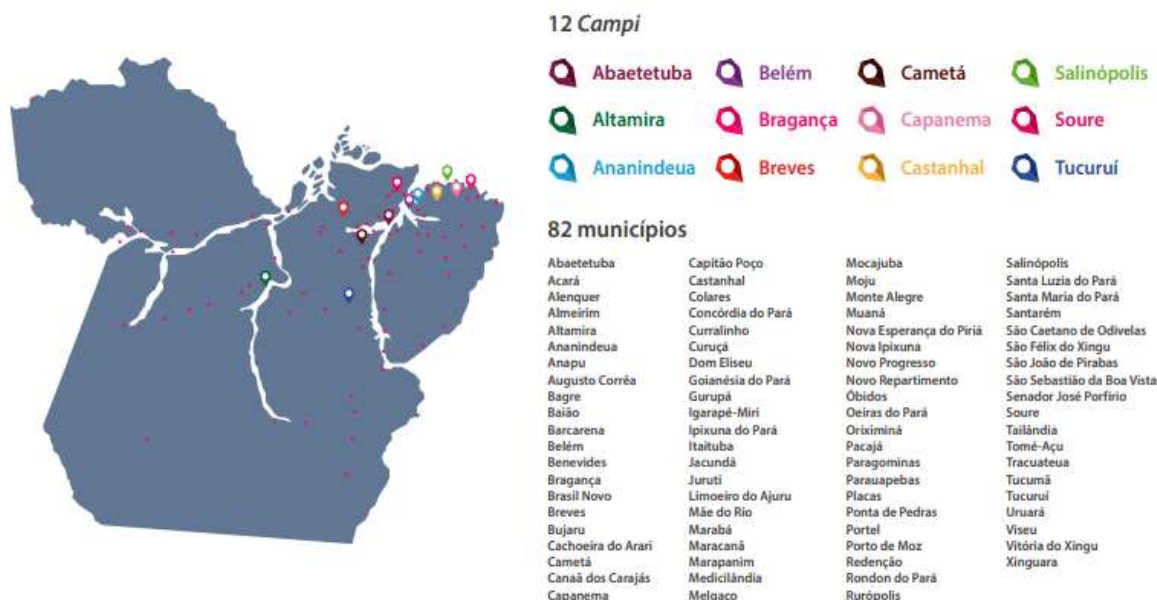 12 Campi
Abaetetuba
Belém
Cametá
Salinópolis
Altamira
Bragança
Capanema
Soure
Ananindeua
Breves
Castanhal
Tucuruí
82 municípios
Abaetetuba
Acará
Alenquer
Almeirim
Altamira
Ananindeua
Anapu
Augusto Corrêa
Bagre
Baião
Barcarena
Belém
Benevides
Bragança
Brasil Novo
Breves
Bujaru
Cachoeira do Arari
Cametá
Canaã dos Carajás
Capanema
Capitão Poço
Castanhal
Colares
Concórdia do Pará
Curralinho
Curuçá
Dom Eliseu
Goianésia do Pará
Gurupá
Igarapé-Miri
Ipixuna do Pará
Itaituba
Jacundá
Juruti
Limoeiro do Ajuru
Mãe do Rio
Marabá
Maracanã
Marapanim
Medicilândia
Melgaço
Mocajuba
Moju
Monte Alegre
Muaná
Nova Esperança do Piriá
Nova Ipixuna
Novo Progresso
Novo Repartimento
Óbidos
Oeiras do Pará
Oriximiná
Pacajá
Paragominas
Parauapebas
Placas
Ponta de Pedras
Portel
Porto de Moz
Redenção
Rondon do Pará
Rurópolis
Salinópolis
Santa Luzia do Pará
Santa Maria do Pará
Santarém
São Caetano de Odivelas
São Félix do Xingu
São João de Pirabas
São Sebastião da Boa Vista
Senador José Porfírio
Soure
Tailândia
Tomé-Açu
Tracuateua
Tucumã
Tucuruí
Uruará
Viseu
Vitória do Xingu
Xinguara